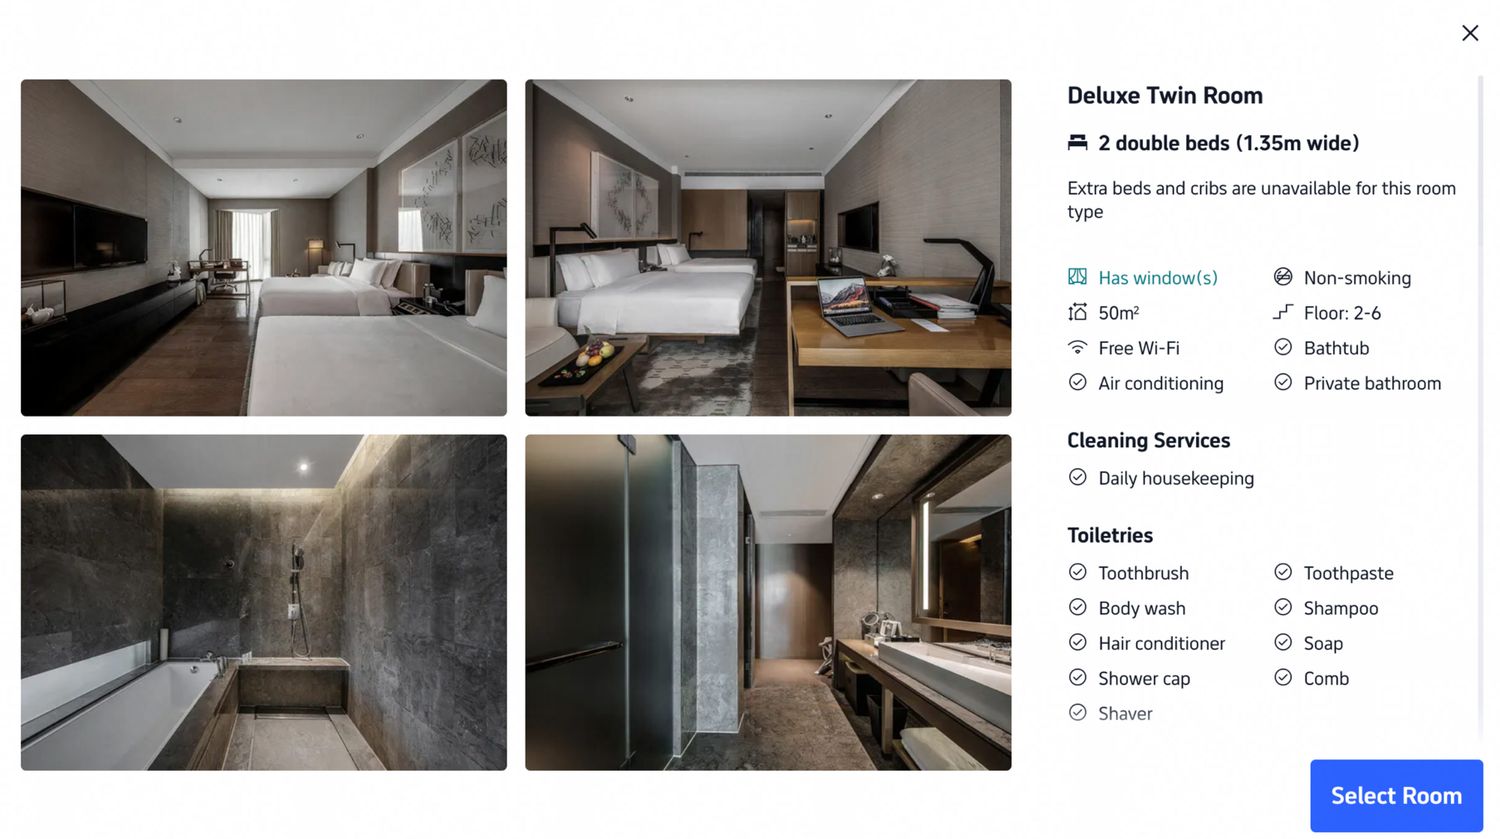 Deluxe Twin Room
2 double beds (1.35m wide)
Extra beds and cribs are unavailable for this room
type
Has window(s)
Non-smoking
50m²
Floor: 2-6
Free Wi-Fi
Bathtub
Air conditioning
Private bathroom
Cleaning Services
Daily housekeeping
Toiletries
Toothbrush
Toothpaste
Body wash
Shampoo
Hair conditioner
Soap
Shower cap
Comb
Shaver
Select Room